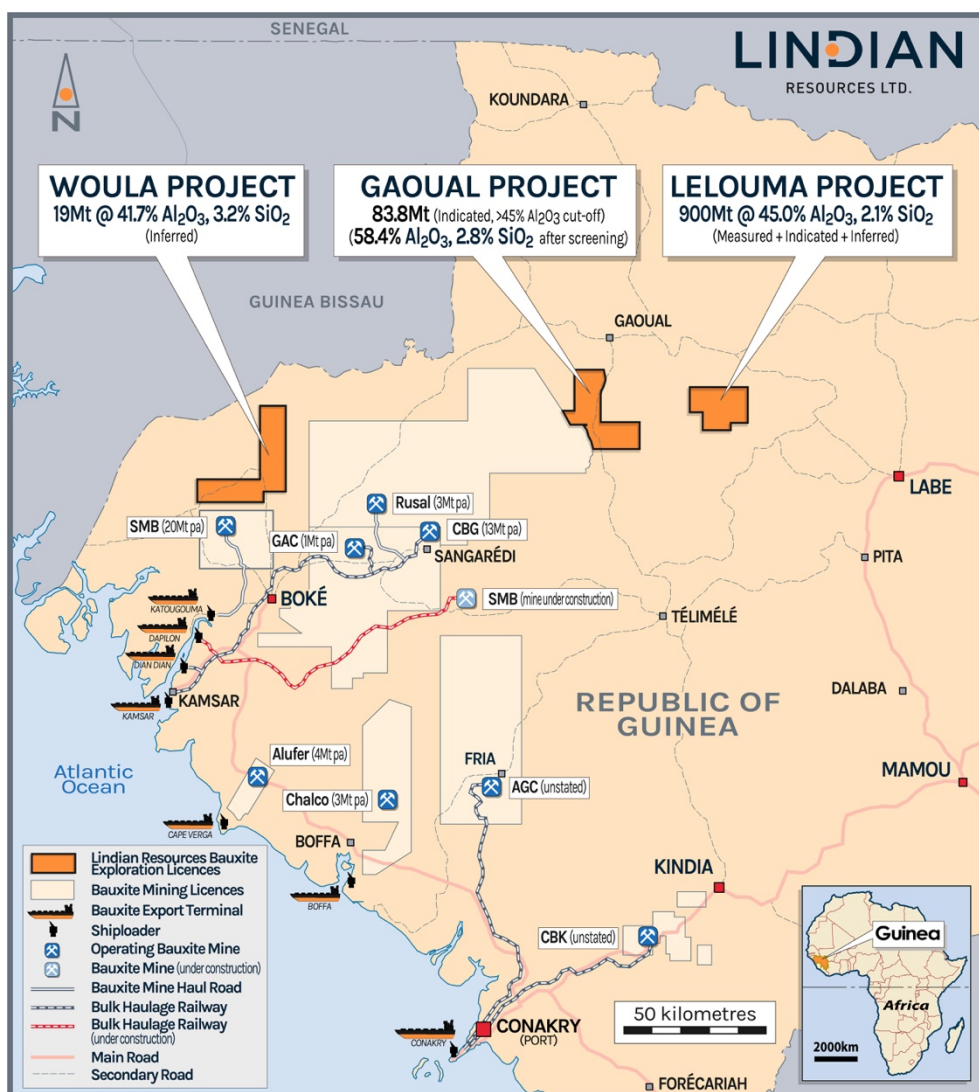 SENEGAL
LINDIAN
RESOURCES LTD.
N
KOUNDARA
WOULA PROJECT
19Mt @ 41.7% Al₂O₃, 3.2% SiO₂
(Inferred)
GAOUAL PROJECT
83.8Mt (Indicated, >45% Al₂O₃ cut-off)
(58.4% Al₂O₃, 2.8% SiO₂ after screening)
LELOUMA PROJECT
900Mt @ 45.0% Al₂O₃, 2.1% SiO₂
(Measured + Indicated + Inferred)
GUINEA BISSAU
GAOUAL
LABE
Rusal (3Mt pa)
SMB (20Mt pa)
GAC (1Mt pa)
CBG (13Mt pa)
SANGARÉDI
PITA
BOKÉ
SMB (mine under construction)
KATOUGOUMA
TÉLIMÉLÉ
DAPILON
DIAN DIAN
KAMSAR
KAMSAR
DALABA
REPUBLIC OF
GUINEA
Atlantic
Ocean
Alufer (4Mt pa)
FRIA
AGC (unstated)
MAMOU
Chalco (3Mt pa)
CAPE VERGA
BOFFA
BOFFA
KINDIA
CBK (unstated)
50 kilometres
CONAKRY
CONAKRY
(PORT)
FORÉCARIAH
Lindian Resources Bauxite
Exploration Licences
Bauxite Mining Licences
Bauxite Export Terminal
Shiploader
Operating Bauxite Mine
Bauxite Mine (under construction)
Bauxite Mine Haul Road
Bulk Haulage Railway
Bulk Haulage Railway
(under construction)
Main Road
Secondary Road
Guinea
Africa
2000km